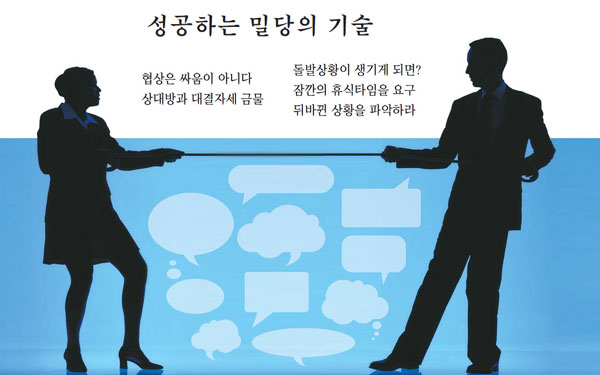 성공하는 밀당의 기술
협상은 싸움이 아니다
상대방과 대결자세 금물
돌발상황이 생기게 되면?
잠깐의 휴식타임을 요구
뒤바뀐 상황을 파악하라